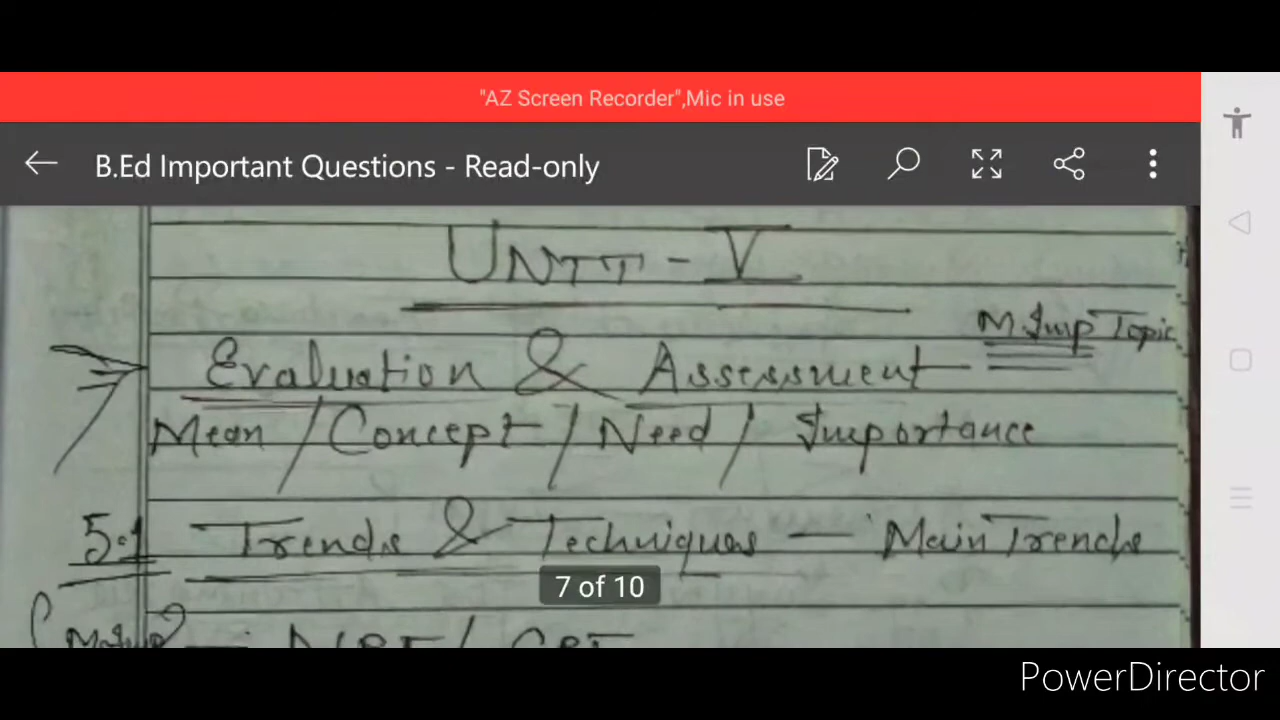 "AZ Screen Recorder",Mic in use
B.Ed Important Questions - Read-only
UNIT - V
M.Imp Topic
Evaluation & Assessment
Mean / Concept / Need / Importance
5.1 Trends & Techniques — Main Trends
7 of 10
PowerDirector